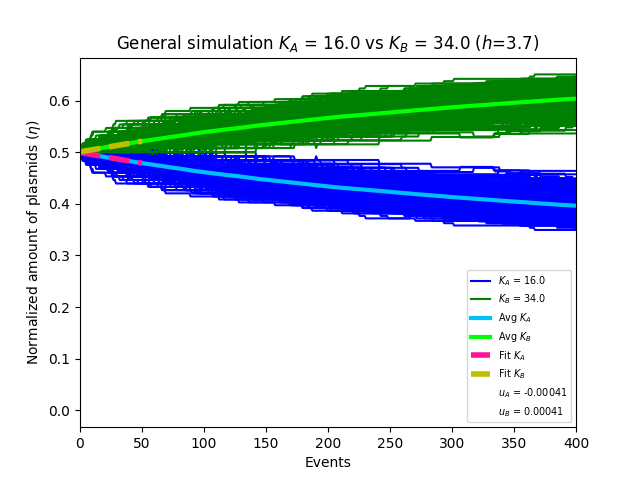 General simulation K_A = 16.0 vs K_B = 34.0 (h=3.7)
Normalized amount of plasmids (η)
0.6
0.5
0.4
0.3
0.2
0.1
0.0
K_A = 16.0
K_B = 34.0
Avg K_A
Avg K_B
Fit K_A
Fit K_B
u_A = -0.00041
u_B = 0.00041
0 50 100 150 200 250 300 350 400
Events